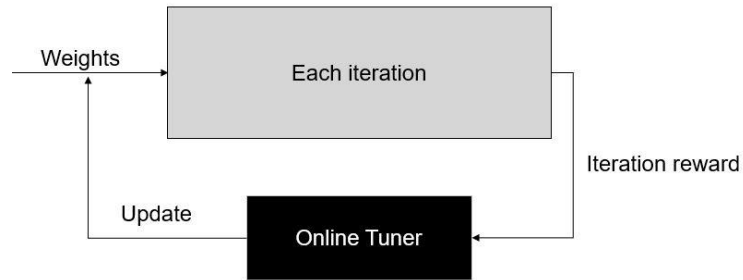 Weights
Each iteration
Iteration reward
Update
Online Tuner